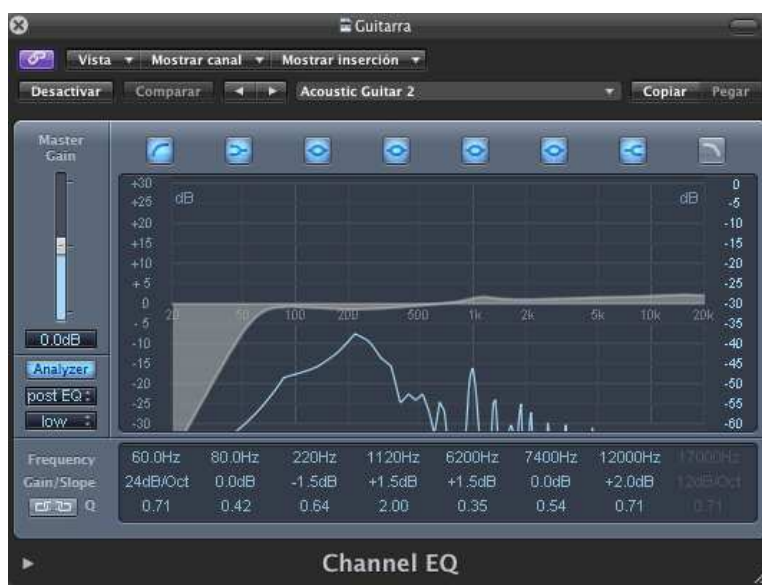 Guitarra
Vista Mostrar canal Mostrar inserción
Desactivar Comparar Acoustic Guitar 2 Copiar Pegar
Master
Gain
+30 dB dB 0
+25 -5
+20 -10
+15 -15
+10 -20
+5 -25
0 20 50 100 200 500 1k 2k 5k 10k 20k -30
-5 -35
0.0dB
-10 -40
Analyzer
-15 -45
post EQ
-20 -50
low
-25 -55
-30 -60
Frequency 60.0Hz 80.0Hz 220Hz 1120Hz 6200Hz 7400Hz 12000Hz 17000Hz
Gain/Slope 24dB/Oct 0.0dB -1.5dB +1.5dB +1.5dB 0.0dB +2.0dB 12dB/Oct
Q 0.71 0.42 0.64 2.00 0.35 0.54 0.71 0.71
Channel EQ